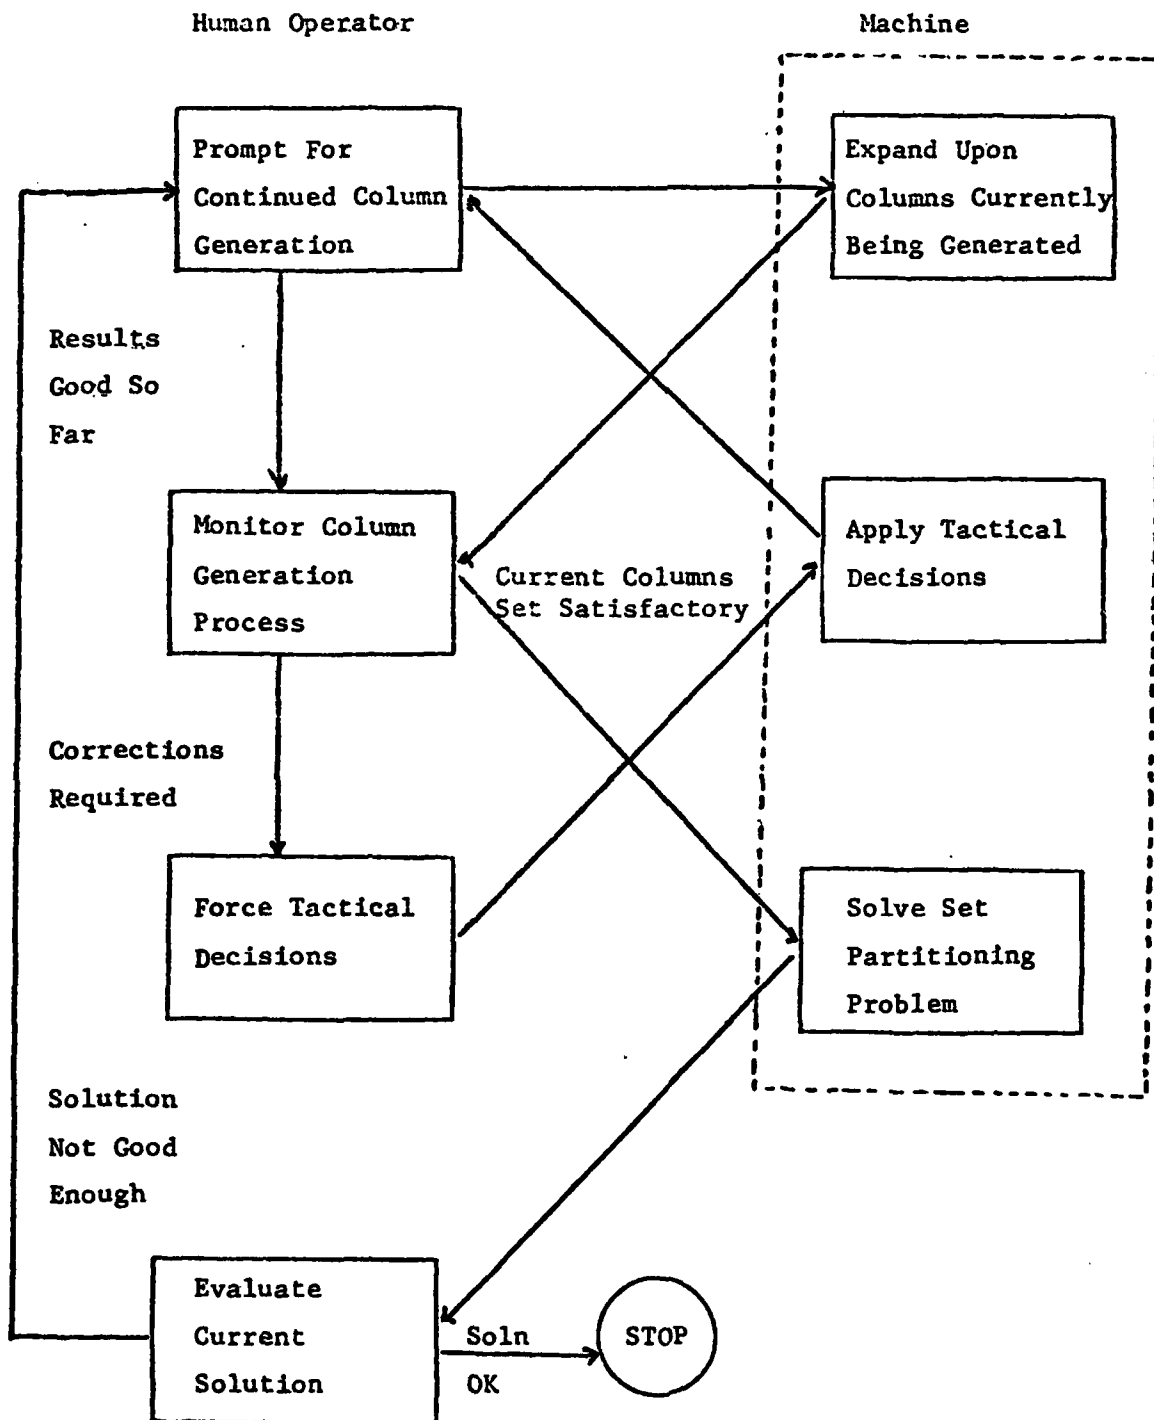 Human Operator
Machine
Prompt For
Continued Column
Generation
Expand Upon
Columns Currently
Being Generated
Results
Good So
Far
Monitor Column
Generation
Process
Current Columns
Set Satisfactory
Apply Tactical
Decisions
Corrections
Required
Force Tactical
Decisions
Solve Set
Partitioning
Problem
Solution
Not Good
Enough
Evaluate
Current
Solution
Soln
OK
STOP